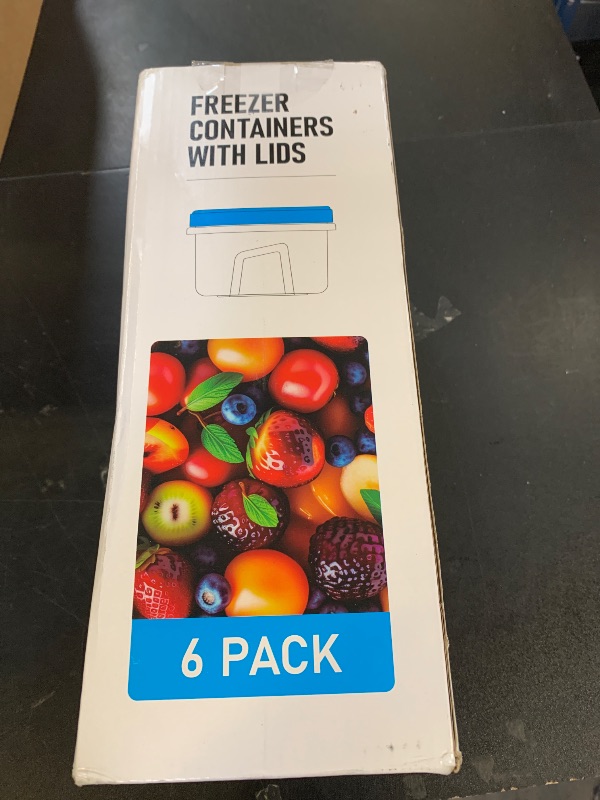 FREEZER
CONTAINERS
WITH LIDS
6 PACK